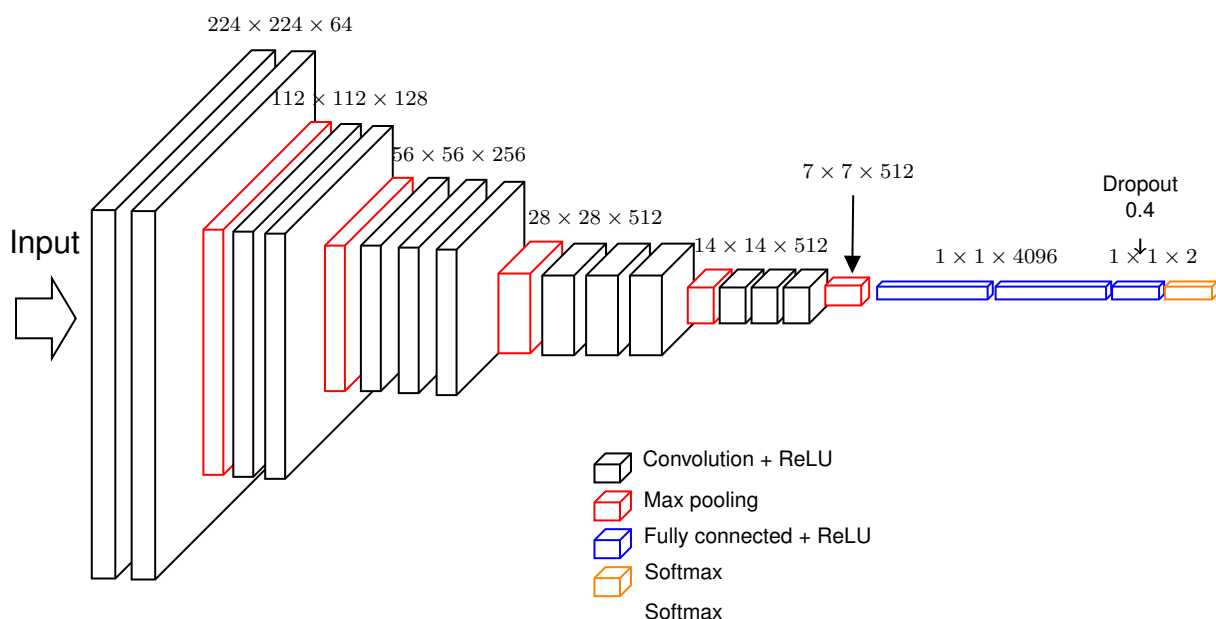 224 × 224 × 64
112 × 112 × 128
56 × 56 × 256
7 × 7 × 512
Dropout
0.4
28 × 28 × 512
Input
14 × 14 × 512
1 × 1 × 4096
1 × 1 × 2
Convolution + ReLU
Max pooling
Fully connected + ReLU
Softmax
Softmax